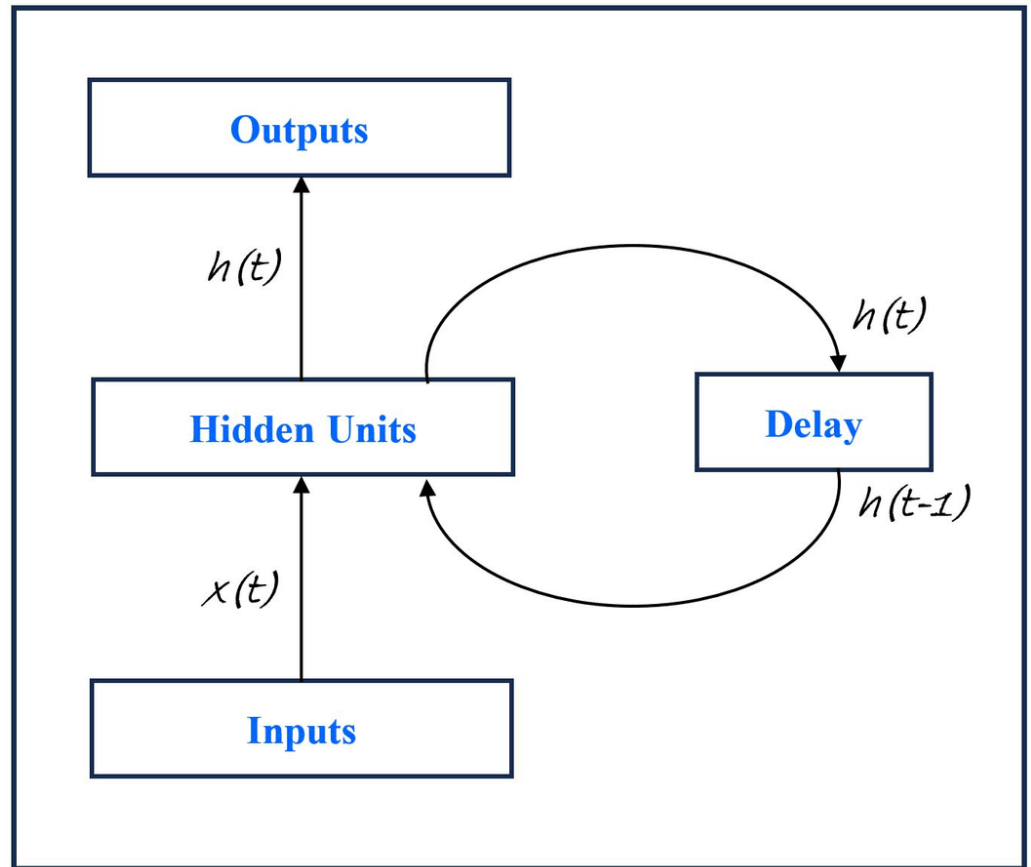 Outputs
h(t)
h(t)
Hidden Units
Delay
h(t-1)
x(t)
Inputs